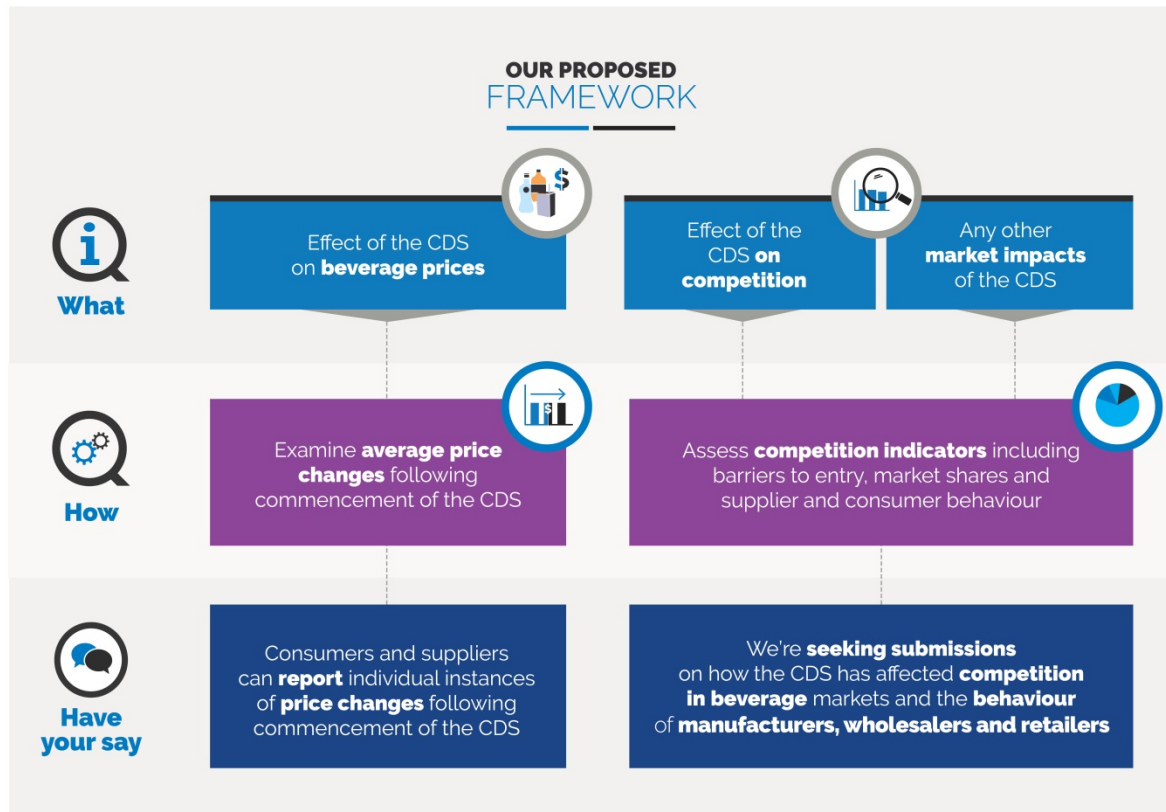 OUR PROPOSED
FRAMEWORK
What
Effect of the CDS
on beverage prices
$
Effect of the
CDS on
competition
Any other
market impacts
of the CDS
How
Examine average price
changes following
commencement of the CDS
$
Assess competition indicators including
barriers to entry, market shares and
supplier and consumer behaviour
Have
your say
Consumers and suppliers
can report individual instances
of price changes following
commencement of the CDS
We're seeking submissions
on how the CDS has affected competition
in beverage markets and the behaviour
of manufacturers, wholesalers and retailers